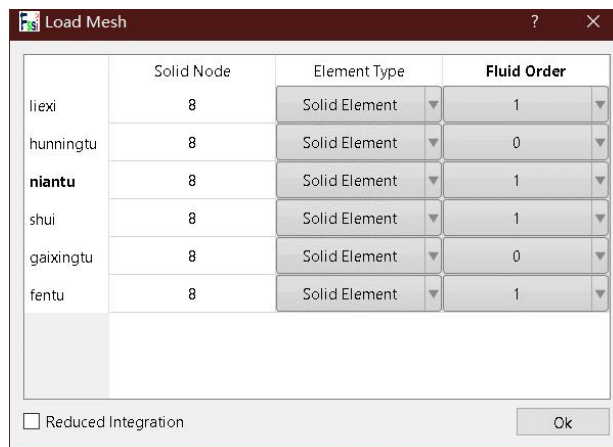 Fssi Load Mesh ? ×
Solid Node Element Type Fluid Order
liexi 8 Solid Element 1
hunningtu 8 Solid Element 0
niantu 8 Solid Element 1
shui 8 Solid Element 1
gaixingtu 8 Solid Element 0
fentu 8 Solid Element 1
Reduced Integration Ok